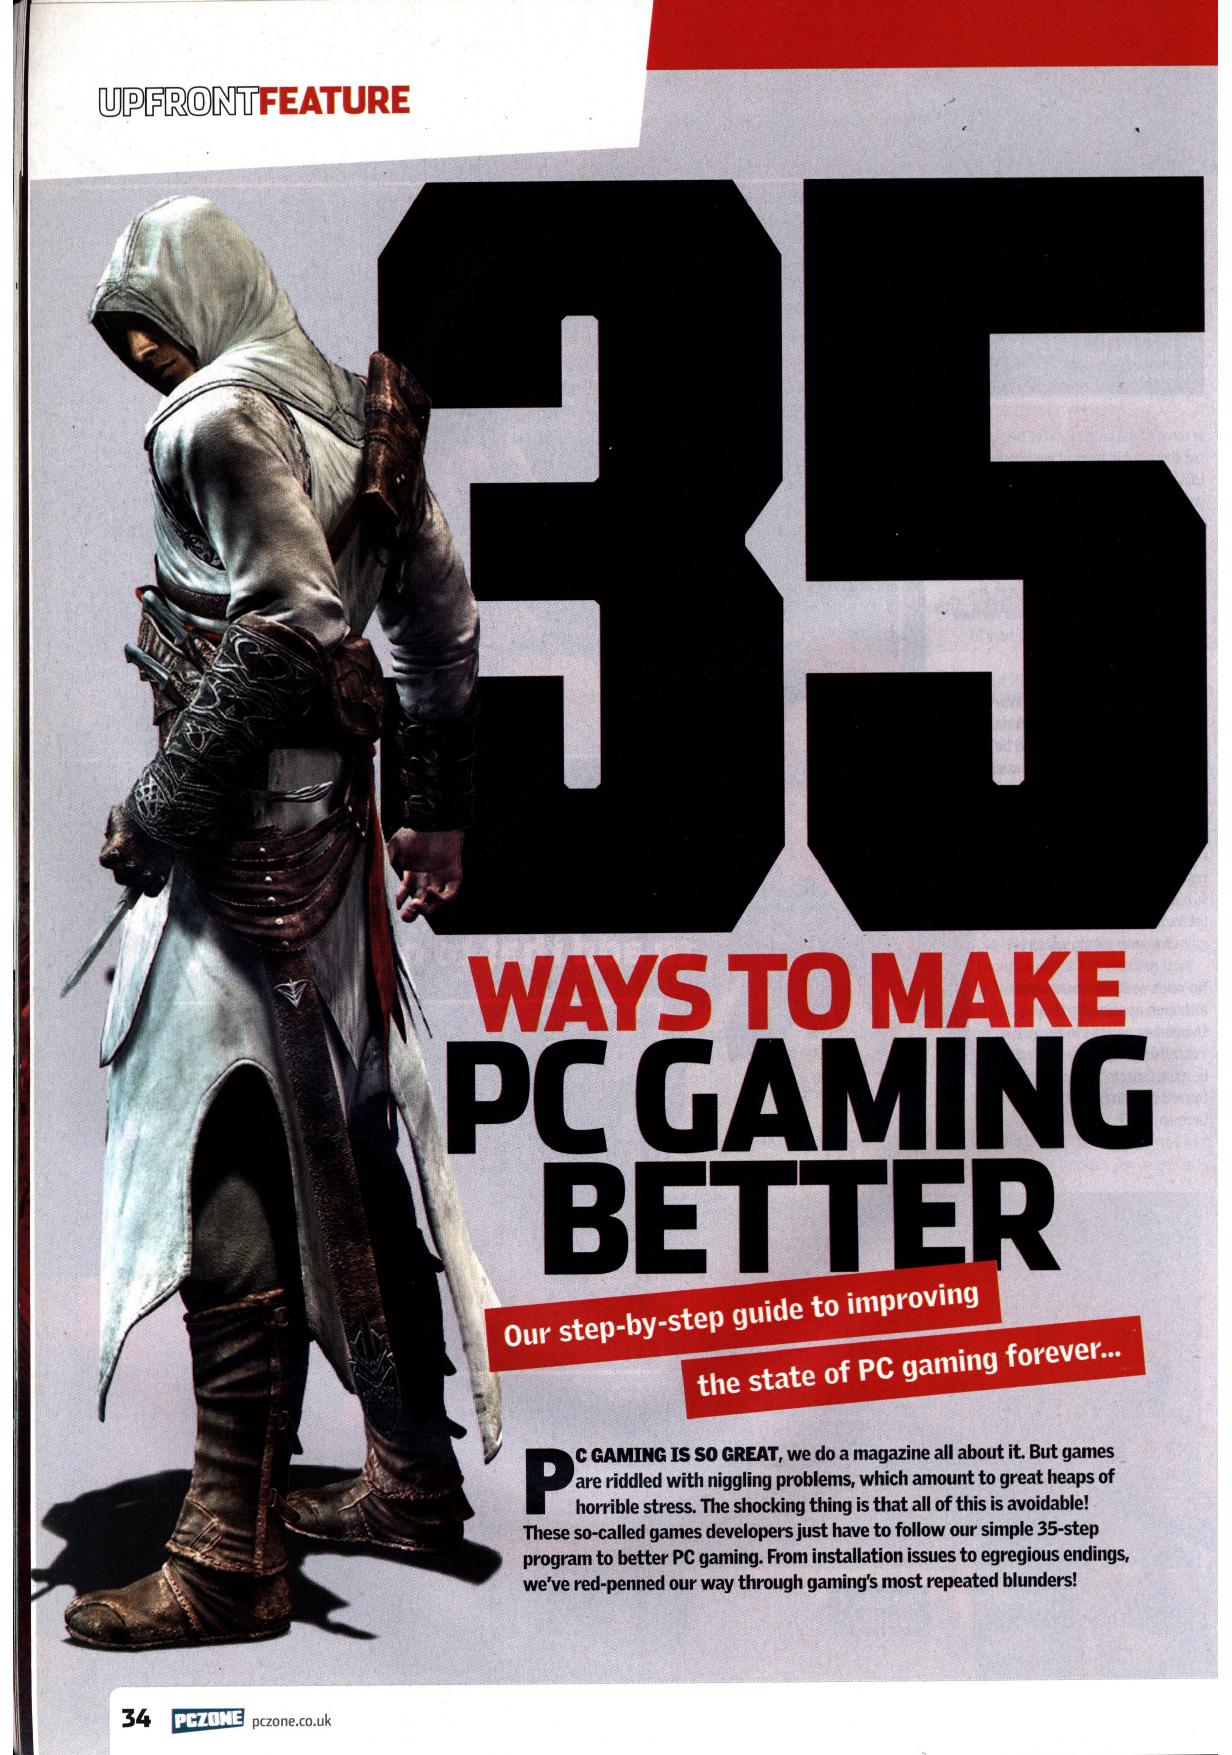 UPFRONTFEATURE
35
WAYS TO MAKE
PC GAMING
BETTER
Our step-by-step guide to improving
the state of PC gaming forever...
PC GAMING IS SO GREAT, we do a magazine all about it. But games
are riddled with niggling problems, which amount to great heaps of
horrible stress. The shocking thing is that all of this is avoidable!
These so-called games developers just have to follow our simple 35-step
program to better PC gaming. From installation issues to egregious endings,
we've red-penned our way through gaming's most repeated blunders!
34 PCZONE pczone.co.uk